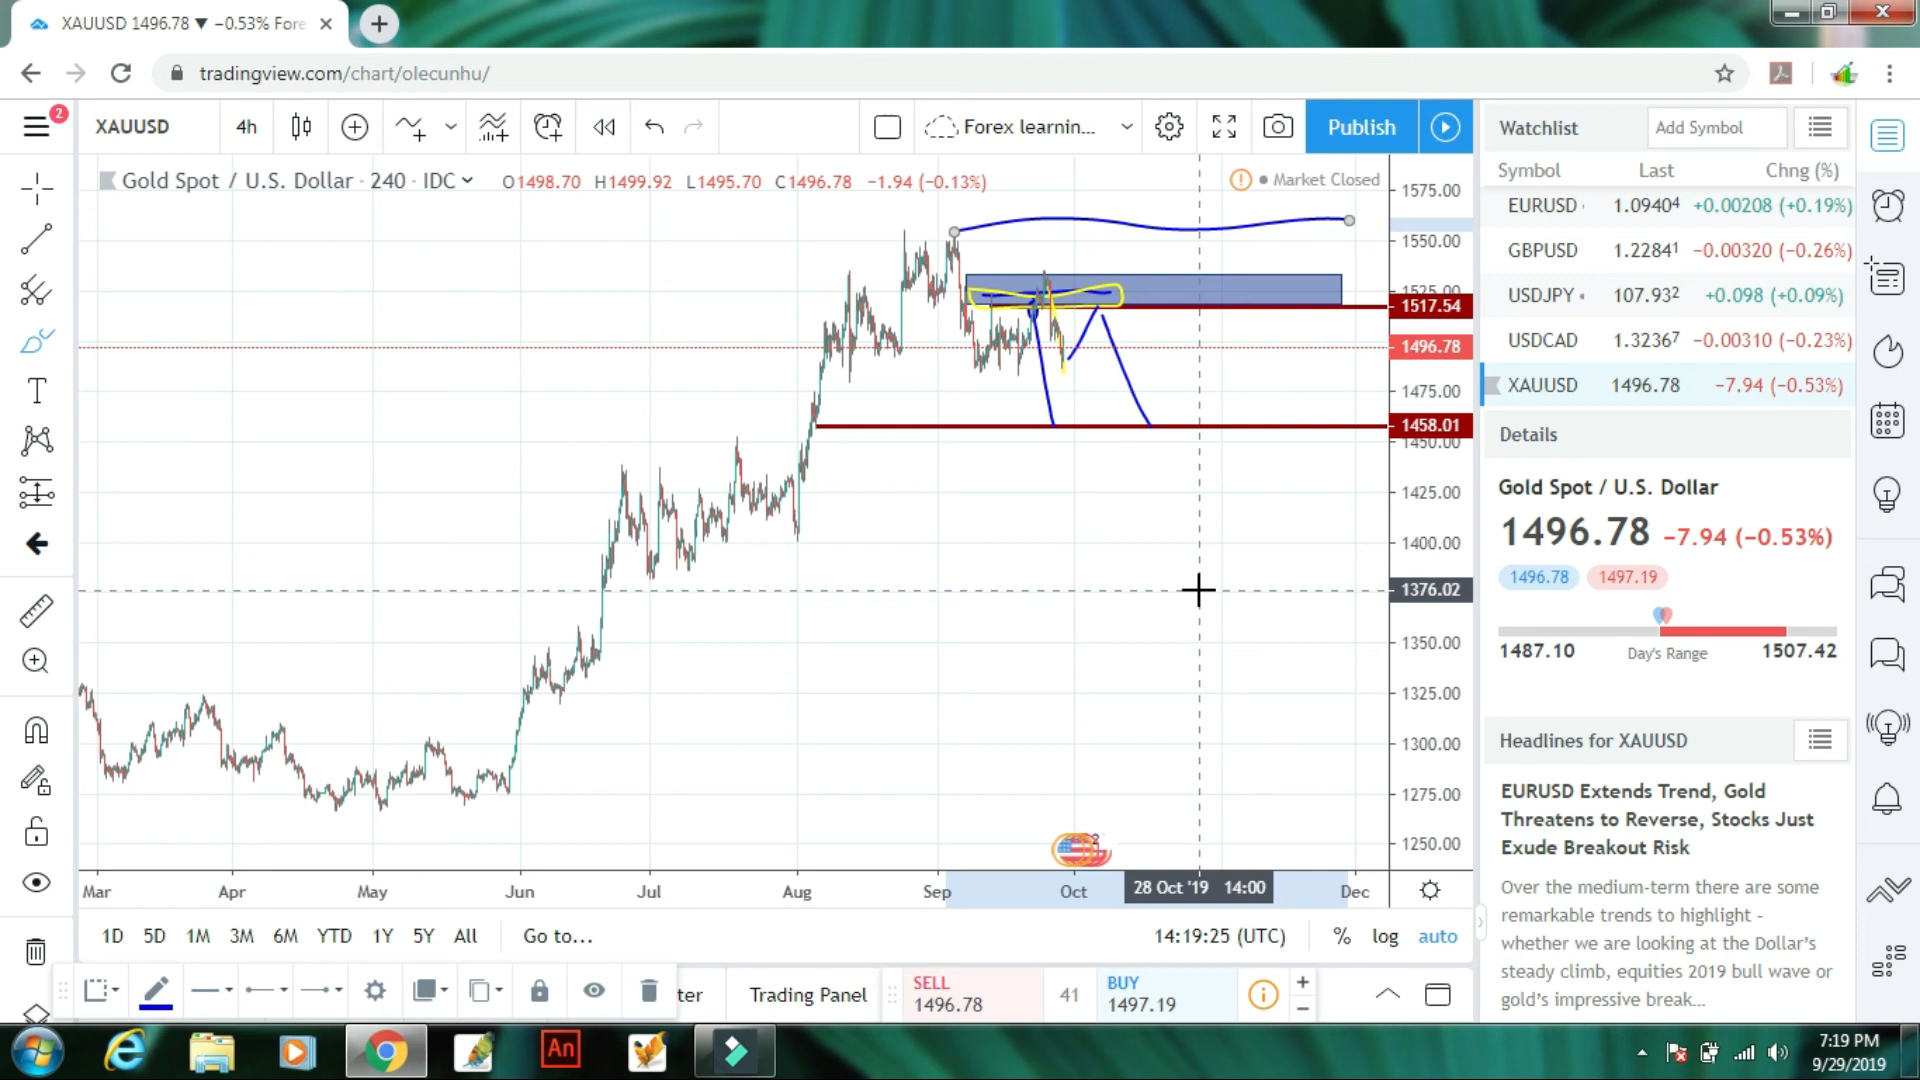 XAUUSD 1496.78 ▼ −0.53% Fore
tradingview.com/chart/olecunhu/
2
XAUUSD 4h Forex learnin... Publish
Gold Spot / U.S. Dollar · 240 · IDC O1498.70 H1499.92 L1495.70 C1496.78 −1.94 (−0.13%)
Market Closed
1575.00
1550.00
1517.54
1496.78
1475.00
1458.01
1450.00
1425.00
1400.00
1376.02
1350.00
1325.00
1300.00
1275.00
1250.00
Mar Apr May Jun Jul Aug Sep Oct 28 Oct '19 14:00 Dec
1D 5D 1M 3M 6M YTD 1Y 5Y All Go to... 14:19:25 (UTC) % log auto
ter Trading Panel
SELL
1496.78
41
BUY
1497.19
Watchlist Add Symbol
Symbol Last Chng (%)
EURUSD 1.09404 +0.00208 (+0.19%)
GBPUSD 1.22841 −0.00320 (−0.26%)
USDJPY 107.932 +0.098 (+0.09%)
USDCAD 1.32367 −0.00310 (−0.23%)
XAUUSD 1496.78 −7.94 (−0.53%)
Details
Gold Spot / U.S. Dollar
1496.78 −7.94 (−0.53%)
1496.78 1497.19
1487.10 Day's Range 1507.42
Headlines for XAUUSD
EURUSD Extends Trend, Gold
Threatens to Reverse, Stocks Just
Exude Breakout Risk
Over the medium-term there are some
remarkable trends to highlight -
whether we are looking at the Dollar's
steady climb, equities 2019 bull wave or
gold's impressive break...
An
7:19 PM
9/29/2019